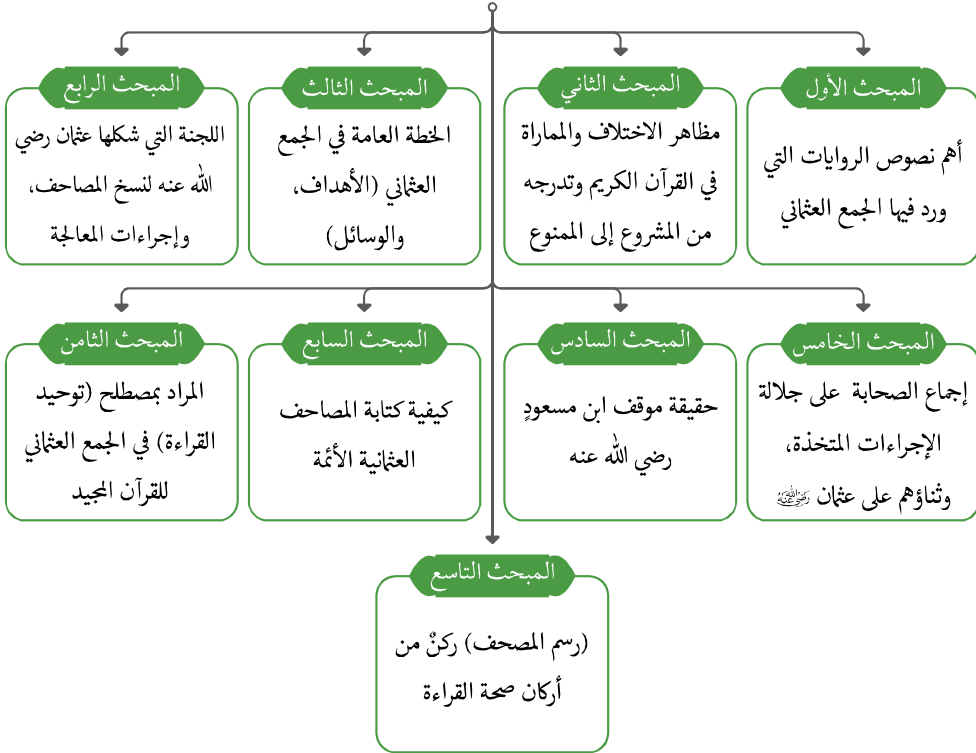 المبحث الأول
أهم نصوص الروايات التي
ورد فيها الجمع العثماني
المبحث الثاني
مظاهر الاختلاف والمماراة
في القرآن الكريم وتدرجه
من المشروع إلى الممنوع
المبحث الثالث
الخطة العامة في الجمع
العثماني (الأهداف،
والوسائل)
المبحث الرابع
اللجنة التي شكلها عثمان رضي
الله عنه لنسخ المصاحف،
وإجراءات المعالجة
المبحث الخامس
إجماع الصحابة على جلالة
الإجراءات المتخذة،
وثناؤهم على عثمان رضي الله عنه
المبحث السادس
حقيقة موقف ابن مسعودٍ
رضي الله عنه
المبحث السابع
كيفية كتابة المصاحف
العثمانية الأئمة
المبحث الثامن
المراد بمصطلح (توحيد
القراءة) في الجمع العثماني
للقرآن المجيد
المبحث التاسع
(رسم المصحف) ركنٌ من
أركان صحة القراءة